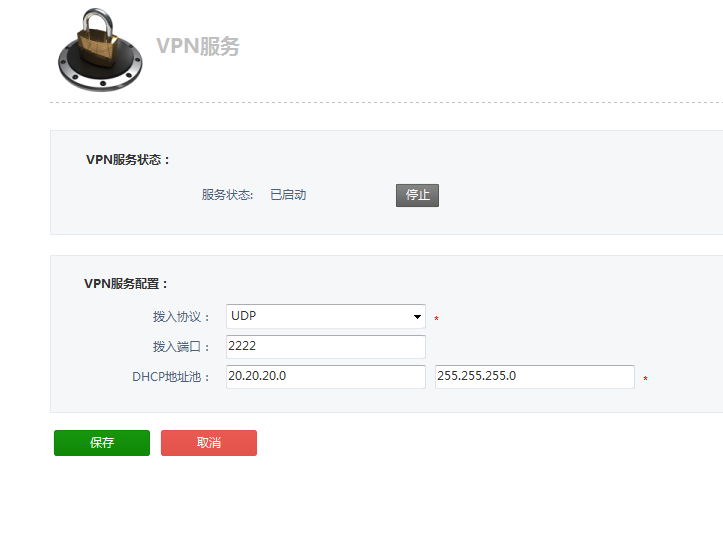 VPN服务
VPN服务状态：
服务状态: 已启动 停止
VPN服务配置：
拨入协议： UDP *
拨入端口： 2222
DHCP地址池： 20.20.20.0 255.255.255.0 *
保存 取消